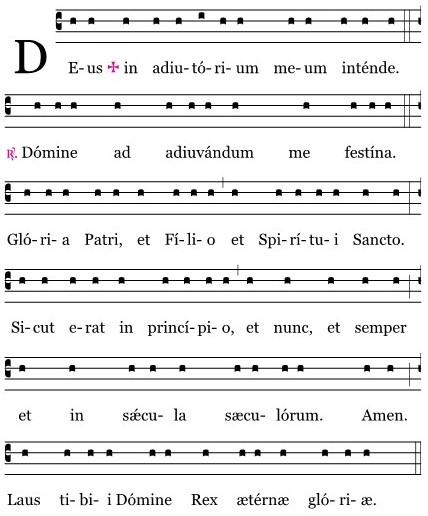 DE-us ✠ in adiu-tó-ri-um me-um inténde.
℟. Dómine ad adiuvándum me festína.
Gló-ri-a Patri, et Fí-li-o et Spi-rí-tu-i Sancto.
Si-cut e-rat in princí-pi-o, et nunc, et semper
et in sǽcu-la sæcu-lórum. Amen.
Laus ti-bi-i Dómine Rex ætérnæ gló-ri-æ.